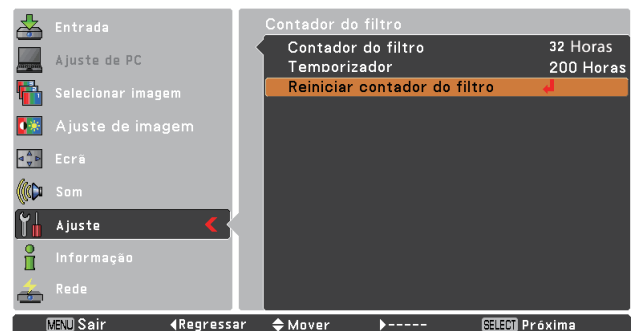 Entrada
Ajuste de PC
Selecionar imagem
Ajuste de imagem
Ecrã
Som
Ajuste
Informação
Rede
Contador do filtro
Contador do filtro 32 Horas
Temporizador 200 Horas
Reiniciar contador do filtro
MENU Sair Regressar Mover ----- SELECT Próxima